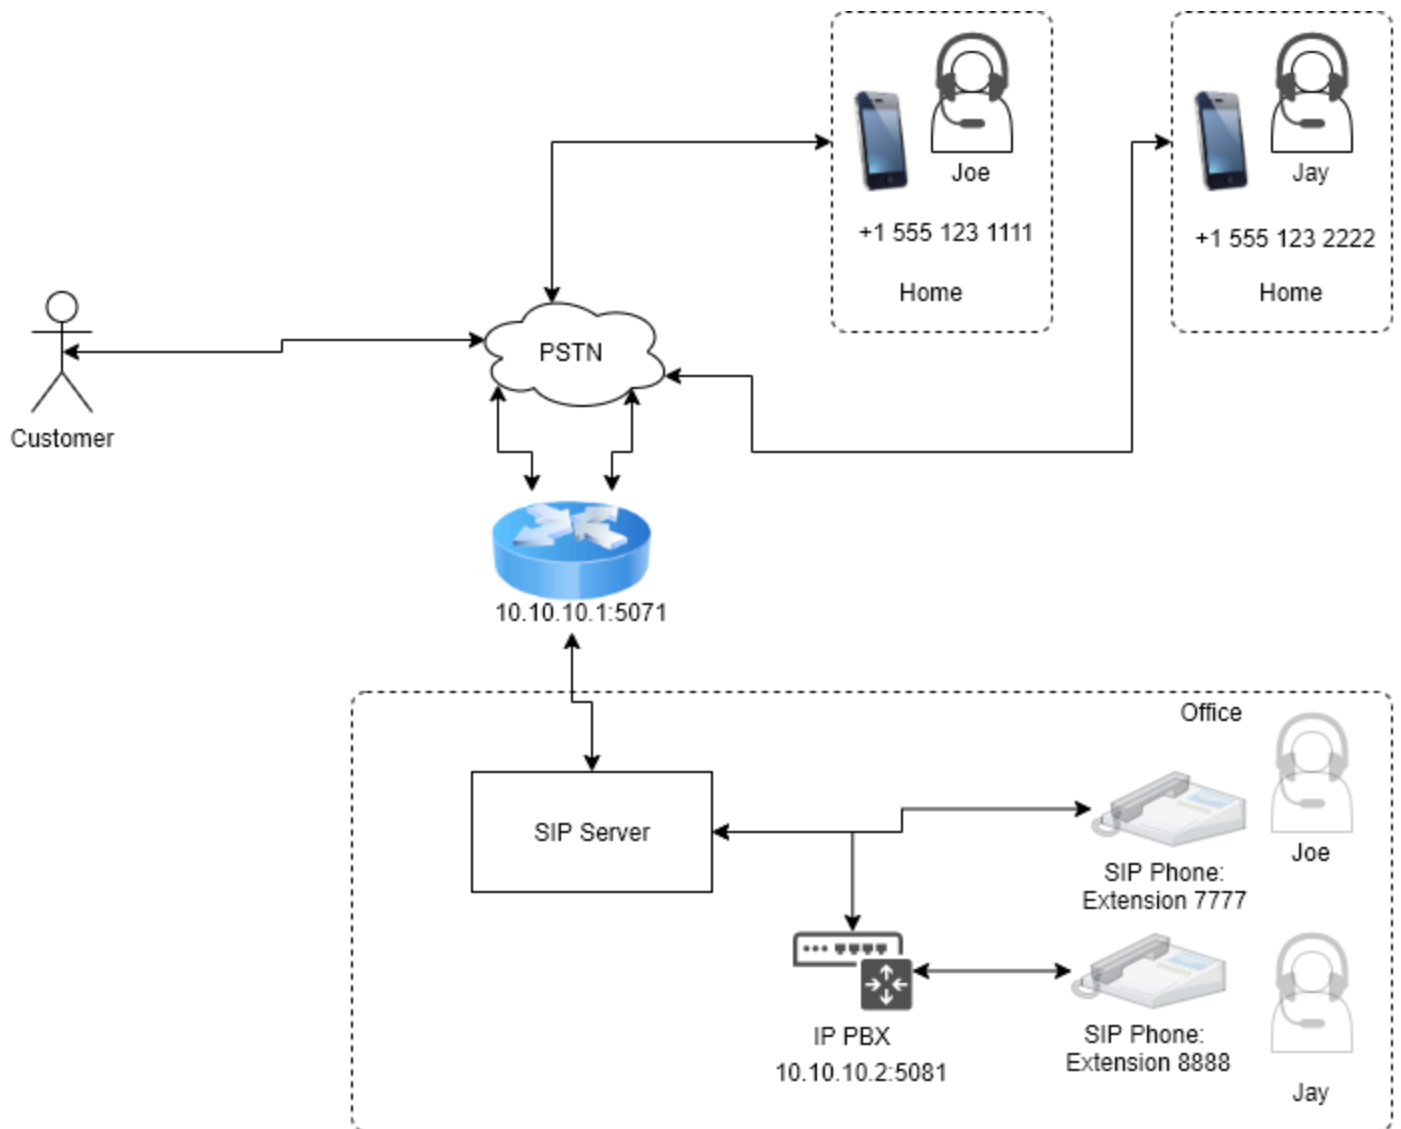 Joe
Jay
+1 555 123 1111
+1 555 123 2222
Home
Home
PSTN
Customer
10.10.10.1:5071
Office
SIP Server
Joe
SIP Phone:
Extension 7777
IP PBX
10.10.10.2:5081
SIP Phone:
Extension 8888
Jay